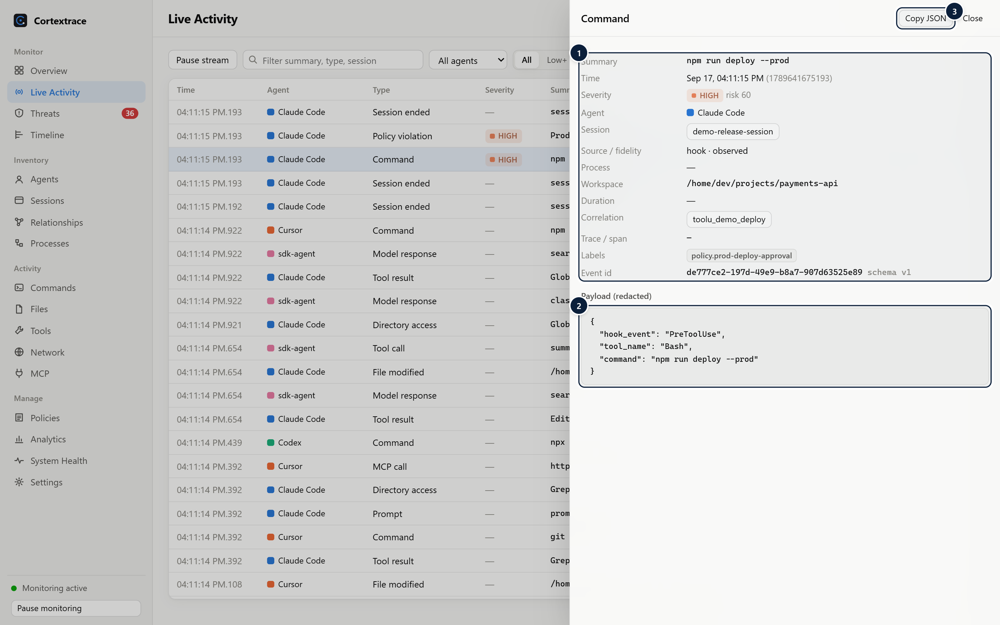 Cortextrace
Monitor
Overview
Live Activity
Threats 36
Timeline
Inventory
Agents
Sessions
Relationships
Processes
Activity
Commands
Files
Tools
Network
MCP
Manage
Policies
Analytics
System Health
Settings
Monitoring active
Pause monitoring
Live Activity
Pause stream Filter summary, type, session All agents All Low+
Time Agent Type Severity Sum
04:11:15 PM.193 Claude Code Session ended — sess
04:11:15 PM.193 Claude Code Policy violation HIGH Prod
04:11:15 PM.193 Claude Code Command HIGH npm
04:11:15 PM.193 Claude Code Session ended — sess
04:11:15 PM.192 Claude Code Session ended — sess
04:11:14 PM.922 Cursor Command — npm
04:11:14 PM.922 sdk-agent Model response — sear
04:11:14 PM.922 Claude Code Tool result — Glob
04:11:14 PM.922 sdk-agent Model response — clas
04:11:14 PM.921 Claude Code Directory access — Glob
04:11:14 PM.654 sdk-agent Tool call — summ
04:11:14 PM.654 Claude Code File modified — /hom
04:11:14 PM.654 sdk-agent Model response — sear
04:11:14 PM.654 Claude Code Tool result — Edit
04:11:14 PM.439 Codex Command — npx
04:11:14 PM.392 Cursor MCP call — http
04:11:14 PM.392 Claude Code Directory access — Grep
04:11:14 PM.392 Claude Code Prompt — prom
04:11:14 PM.392 Cursor Command — git
04:11:14 PM.392 Claude Code Tool result — Grep
04:11:14 PM.108 Cursor File modified — /hom
Command Copy JSON 3 Close
1
Summary npm run deploy --prod
Time Sep 17, 04:11:15 PM (1789641675193)
Severity HIGH risk 60
Agent Claude Code
Session demo-release-session
Source / fidelity hook · observed
Process —
Workspace /home/dev/projects/payments-api
Duration —
Correlation toolu_demo_deploy
Trace / span –
Labels policy.prod-deploy-approval
Event id de777ce2-197d-49e9-b8a7-907d63525e89 schema v1
Payload (redacted)
2
{
"hook_event": "PreToolUse",
"tool_name": "Bash",
"command": "npm run deploy --prod"
}